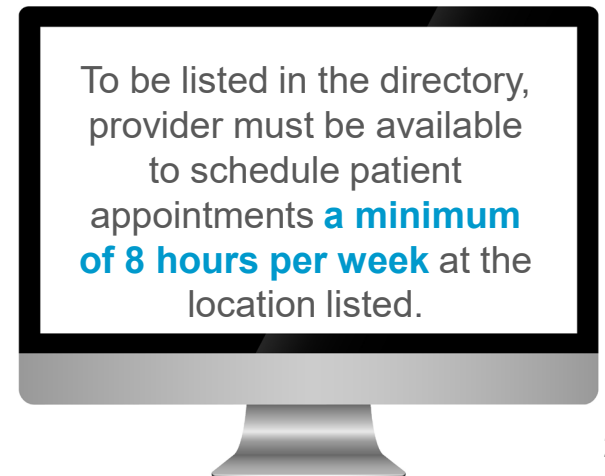 To be listed in the directory,
provider must be available
to schedule patient
appointments a minimum
of 8 hours per week at the
location listed.